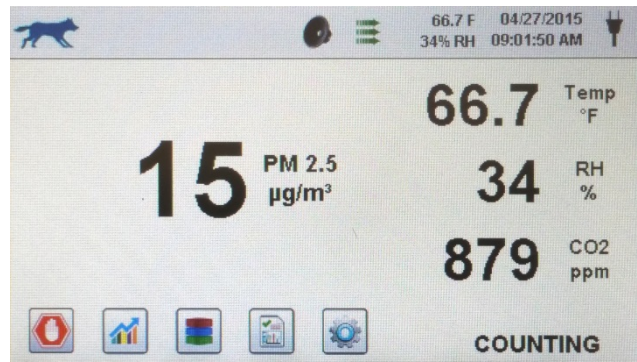 66.7 F 04/27/2015
34% RH 09:01:50 AM
66.7 Temp °F
15 PM 2.5 µg/m³
34 RH %
879 CO2 ppm
COUNTING